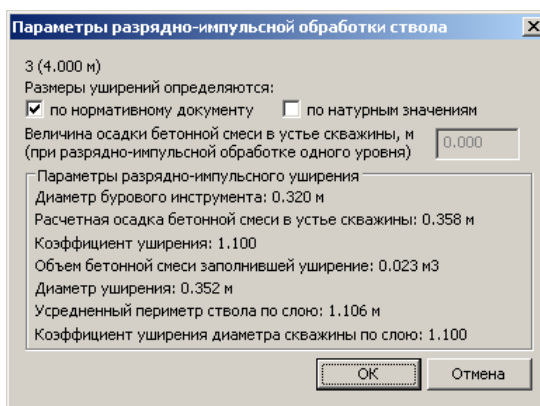 Параметры разрядно-импульсной обработки ствола
3 (4.000 м)
Размеры уширений определяются:
по нормативному документу по натурным значениям
Величина осадки бетонной смеси в устье скважины, м
(при разрядно-импульсной обработке одного уровня) 0.000
Параметры разрядно-импульсного уширения
Диаметр бурового инструмента: 0.320 м
Расчетная осадка бетонной смеси в устье скважины: 0.358 м
Коэффициент уширения: 1.100
Объем бетонной смеси заполнившей уширение: 0.023 м3
Диаметр уширения: 0.352 м
Усредненный периметр ствола по слою: 1.106 м
Коэффициент уширения диаметра скважины по слою: 1.100
ОК Отмена